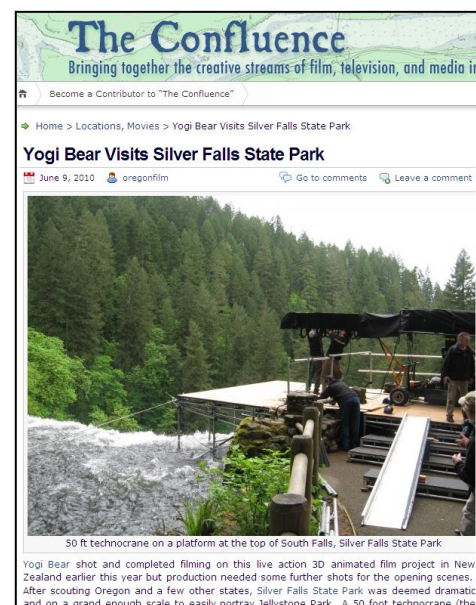 The Confluence
Bringing together the creative streams of film, television, and media in
Become a Contributor to "The Confluence"
Home > Locations, Movies > Yogi Bear Visits Silver Falls State Park
Yogi Bear Visits Silver Falls State Park
June 9, 2010 oregonfilm Go to comments Leave a comment
50 ft technocrane on a platform at the top of South Falls, Silver Falls State Park
Yogi Bear shot and completed filming on this live action 3D animated film project in New
Zealand earlier this year but production needed some further shots for the opening scenes.
After scouting Oregon and a few other states, Silver Falls State Park was deemed dramatic
and on a grand enough scale to easily portray Jellystone Park. A 50 foot technocrane (the